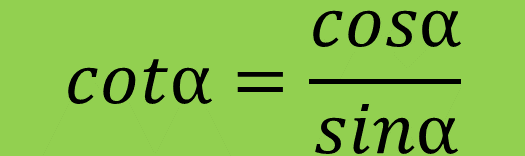 cotα = cosα / sinα